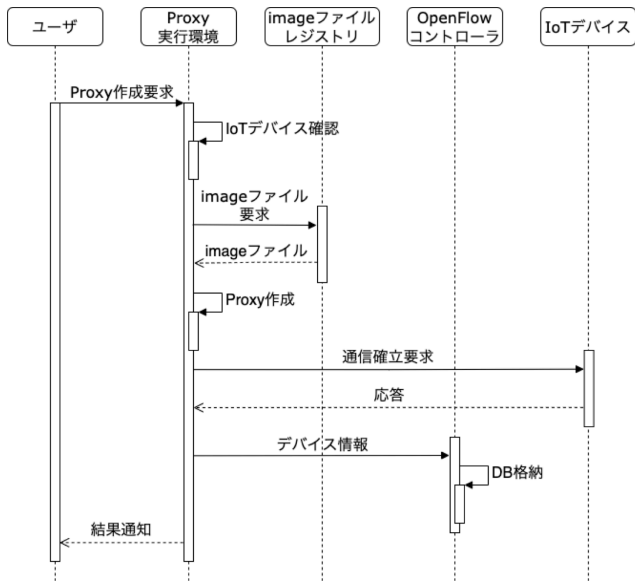 ユーザ
Proxy
実行環境
imageファイル
レジストリ
OpenFlow
コントローラ
IoTデバイス
Proxy作成要求
IoTデバイス確認
imageファイル
要求
imageファイル
Proxy作成
通信確立要求
応答
デバイス情報
DB格納
結果通知